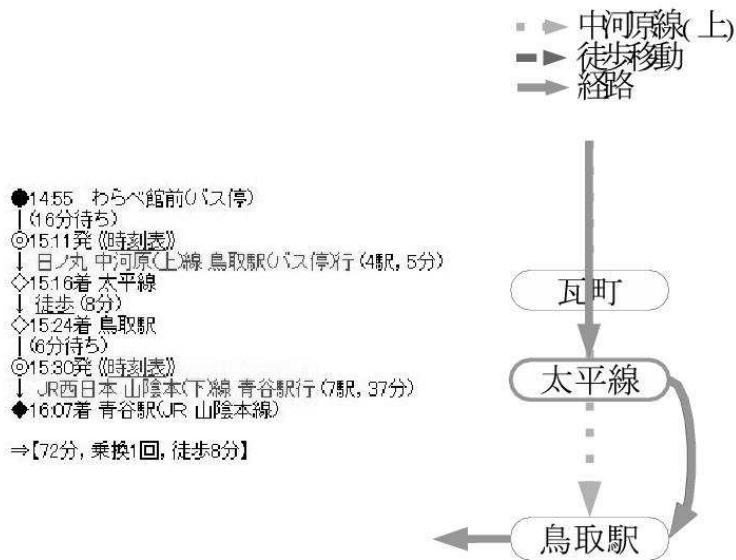 中河原線(上)
徒歩移動
経路
●14:55 わらべ館前(バス停)
| (16分待ち)
◎15:11発 《時刻表》
↓ 日ノ丸 中河原(上)線 鳥取駅(バス停)行 (4駅, 5分)
◇15:16着 太平線
↓ 徒歩 (8分)
◇15:24着 鳥取駅
| (6分待ち)
◎15:30発 《時刻表》
↓ JR西日本 山陰本(下)線 青谷駅行 (7駅, 37分)
◆16:07着 青谷駅(JR 山陰本線)
⇒【72分, 乗換1回, 徒歩8分】
瓦町
太平線
鳥取駅